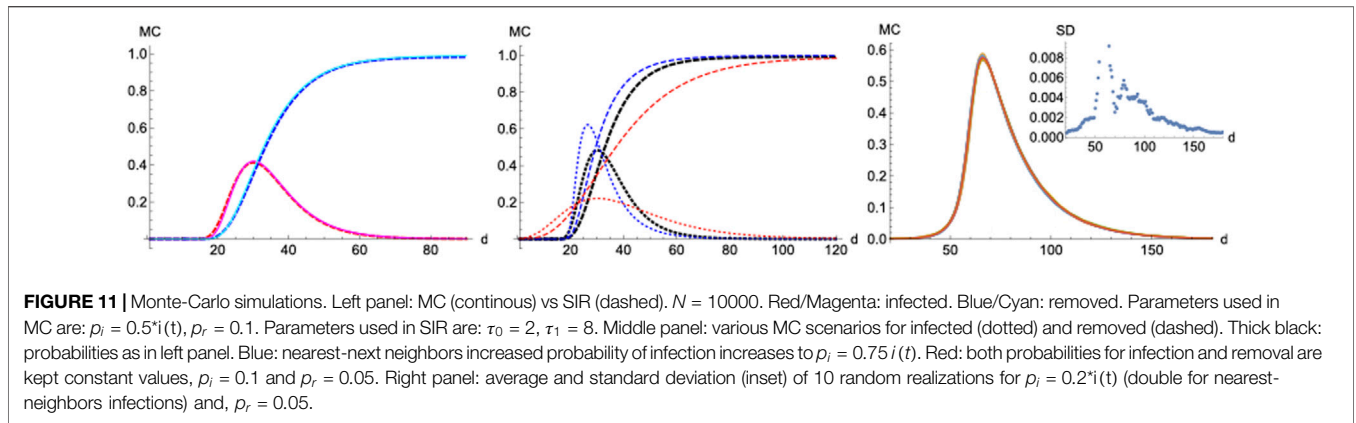 MC
1.0
0.8
0.6
0.4
0.2
20
40
60
80
d
MC
1.0
0.8
0.6
0.4
0.2
20
40
60
80
100
120
d
MC
0.6
0.5
0.4
0.3
0.2
0.1
0.0
50
100
150
d
SD
0.008
0.006
0.004
0.002
0.000
50
100
150
d
FIGURE 11 | Monte-Carlo simulations. Left panel: MC (continous) vs SIR (dashed). N = 10000. Red/Magenta: infected. Blue/Cyan: removed. Parameters used in
MC are: pᵢ = 0.5*i(t), pᵣ = 0.1. Parameters used in SIR are: τ₀ = 2, τ₁ = 8. Middle panel: various MC scenarios for infected (dotted) and removed (dashed). Thick black:
probabilities as in left panel. Blue: nearest-next neighbors increased probability of infection increases to pᵢ = 0.75 i(t). Red: both probabilities for infection and removal are
kept constant values, pᵢ = 0.1 and pᵣ = 0.05. Right panel: average and standard deviation (inset) of 10 random realizations for pᵢ = 0.2*i(t) (double for nearest-
neighbors infections) and, pᵣ = 0.05.